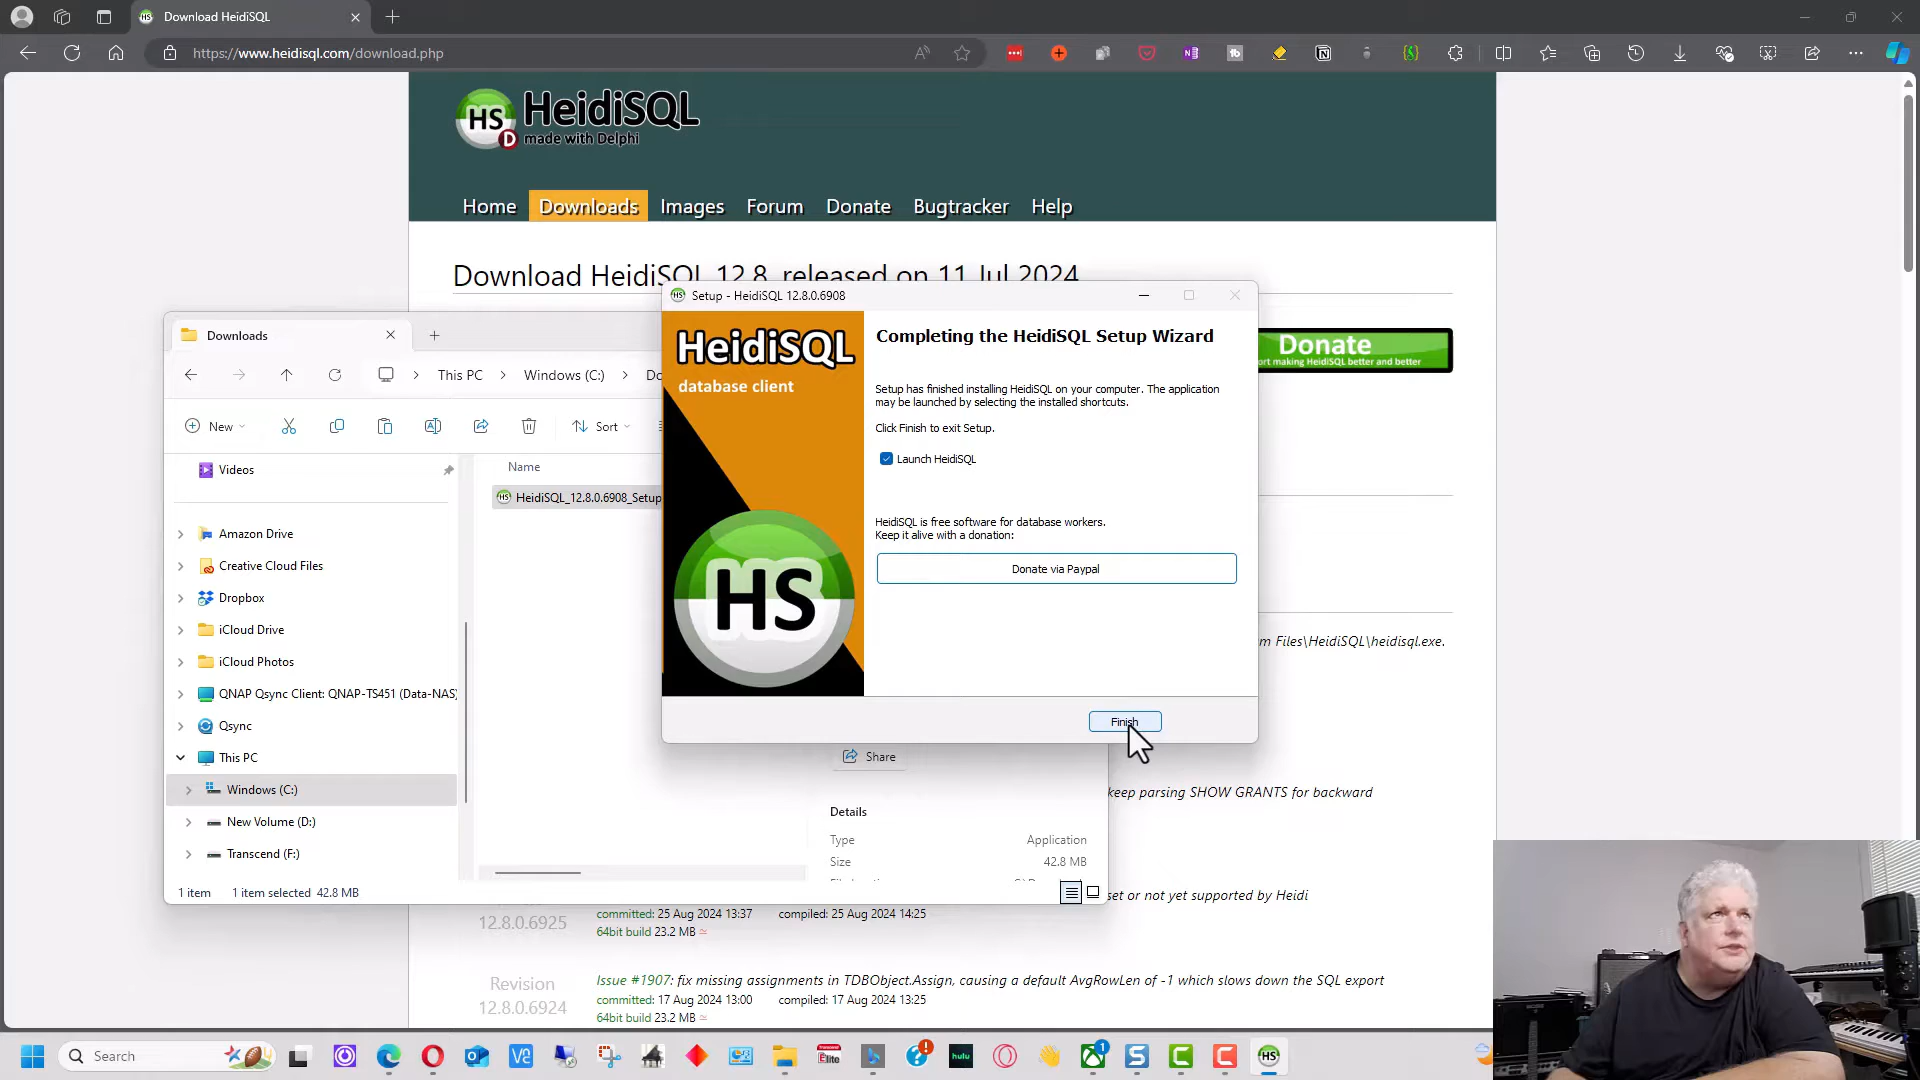 Download HeidiSQL
https://www.heidisql.com/download.php
HS
D
HeidiSQL
made with Delphi
Home
Downloads
Images
Forum
Donate
Bugtracker
Help
Download HeidiSQL 12.8, released on 11 Jul 2024
Donate
ort making HeidiSQL better and better
Setup - HeidiSQL 12.8.0.6908
HeidiSQL
database client
HS
Completing the HeidiSQL Setup Wizard
Setup has finished installing HeidiSQL on your computer. The application
may be launched by selecting the installed shortcuts.
Click Finish to exit Setup.
Launch HeidiSQL
HeidiSQL is free software for database workers.
Keep it alive with a donation:
Donate via Paypal
Finish
Downloads
This PC
Windows (C:)
Do
New
Sort
Name
HeidiSQL_12.8.0.6908_Setup
Videos
Amazon Drive
Creative Cloud Files
Dropbox
iCloud Drive
iCloud Photos
QNAP Qsync Client: QNAP-TS451 (Data-NAS)
Qsync
This PC
Windows (C:)
New Volume (D:)
Transcend (F:)
Share
Details
Type Application
Size 42.8 MB
1 item 1 item selected 42.8 MB
m Files\HeidiSQL\heidisql.exe.
keep parsing SHOW GRANTS for backward
set or not yet supported by Heidi
12.8.0.6925
committed: 25 Aug 2024 13:37 compiled: 25 Aug 2024 14:25
64bit build 23.2 MB
Revision
12.8.0.6924
Issue #1907: fix missing assignments in TDBObject.Assign, causing a default AvgRowLen of -1 which slows down the SQL export
committed: 17 Aug 2024 13:00 compiled: 17 Aug 2024 13:25
64bit build 23.2 MB
Search
hulu
HS